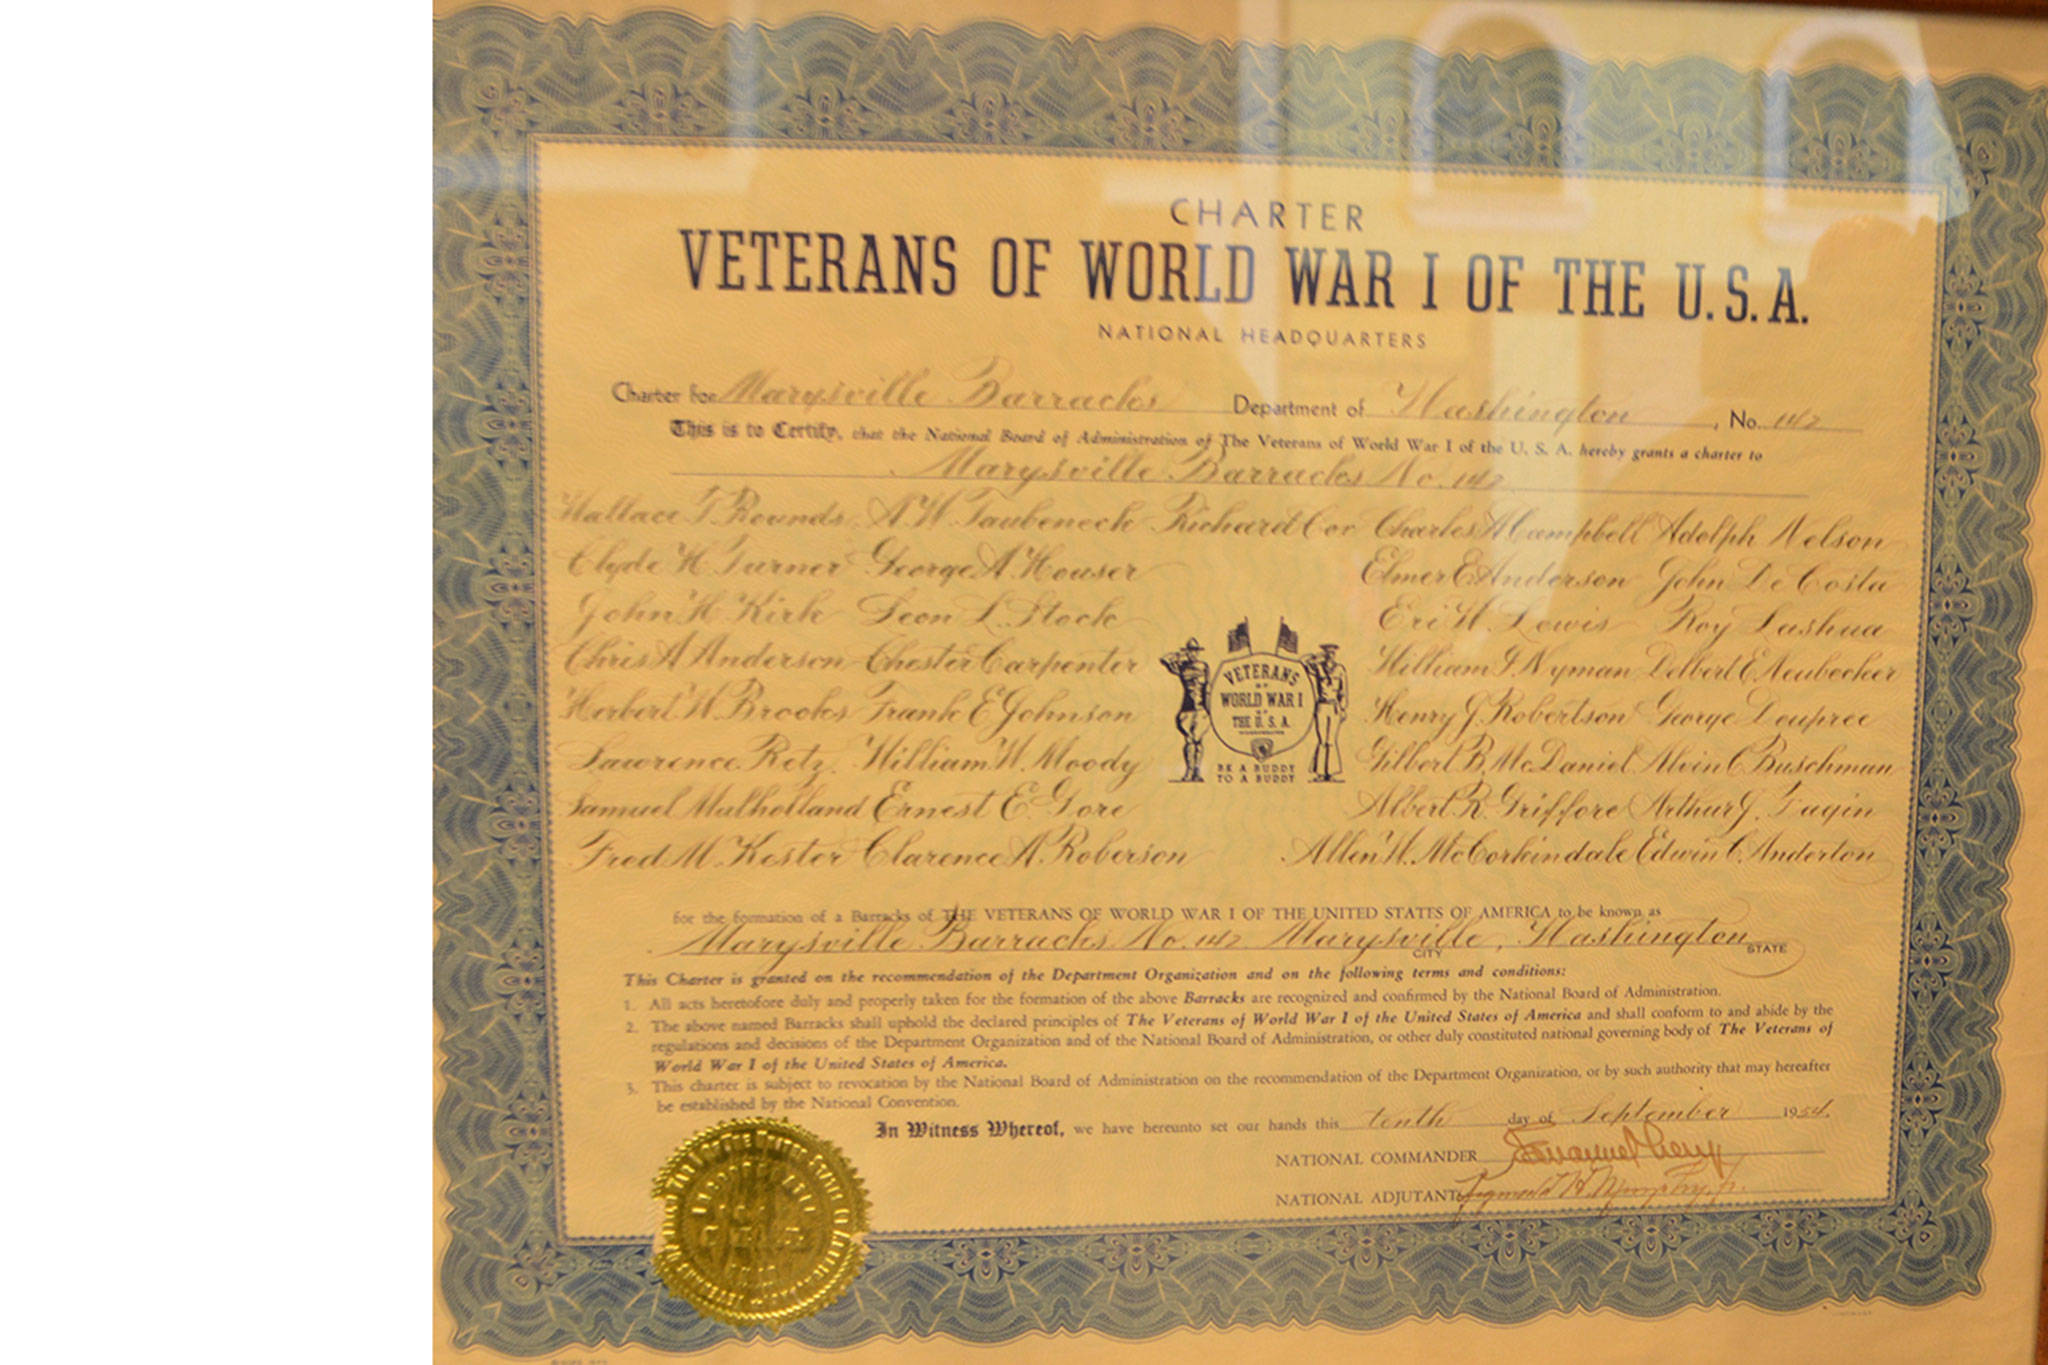 CHARTER
VETERANS OF WORLD WAR I OF THE U.S.A.
NATIONAL HEADQUARTERS
Charter for Marysville Barracks Department of Washington, No.
This is to Certify, that the National Board of Administration of The Veterans of World War I of the U. S. A. hereby grants a charter to
Marysville Barracks No.
Wallace T. Rounds A W Taubeneck Richard Cor Charles A Campbell Adolph Nelson
Clyde H. Turner George A Houser Elmer E. Anderson John De Costa
John H Kirk Leon L. Stock Eri W. Lewis Roy Lashua
Chris A Anderson Chester Carpenter William J. Nyman Delbert E. Neubecker
Herbert W. Brooks Frank E Johnson Henry J. Robertson George Doupree
Lawrence Retz William W. Moody Gilbert B. McDaniel Alvin C Buschman
Samuel Mulholland Ernest E. Gore Albert R. Griffore Arthur J. Tugin
Fred M. Kester Clarence A. Roberson Allen W. McCorkindale Edwin C. Anderton
VETERANS
OF
WORLD WAR I
OF
THE U.S.A.
BE A BUDDY
TO A BUDDY
for the formation of a Barracks of THE VETERANS OF WORLD WAR I OF THE UNITED STATES OF AMERICA to be known as
Marysville Barracks No. Marysville, Washington
CITY STATE
This Charter is granted on the recommendation of the Department Organization and on the following terms and conditions:
1. All acts heretofore duly and properly taken for the formation of the above Barracks are recognized and confirmed by the National Board of Administration.
2. The above named Barracks shall uphold the declared principles of The Veterans of World War I of the United States of America and shall conform to and abide by the
regulations and decisions of the Department Organization and of the National Board of Administration, or other duly constituted national governing body of The Veterans of
World War I of the United States of America.
3. This charter is subject to revocation by the National Board of Administration on the recommendation of the Department Organization, or by such authority that may hereafter
be established by the National Convention.
In Witness Whereof, we have hereunto set our hands this tenth day of September 1954.
NATIONAL COMMANDER
NATIONAL ADJUTANT